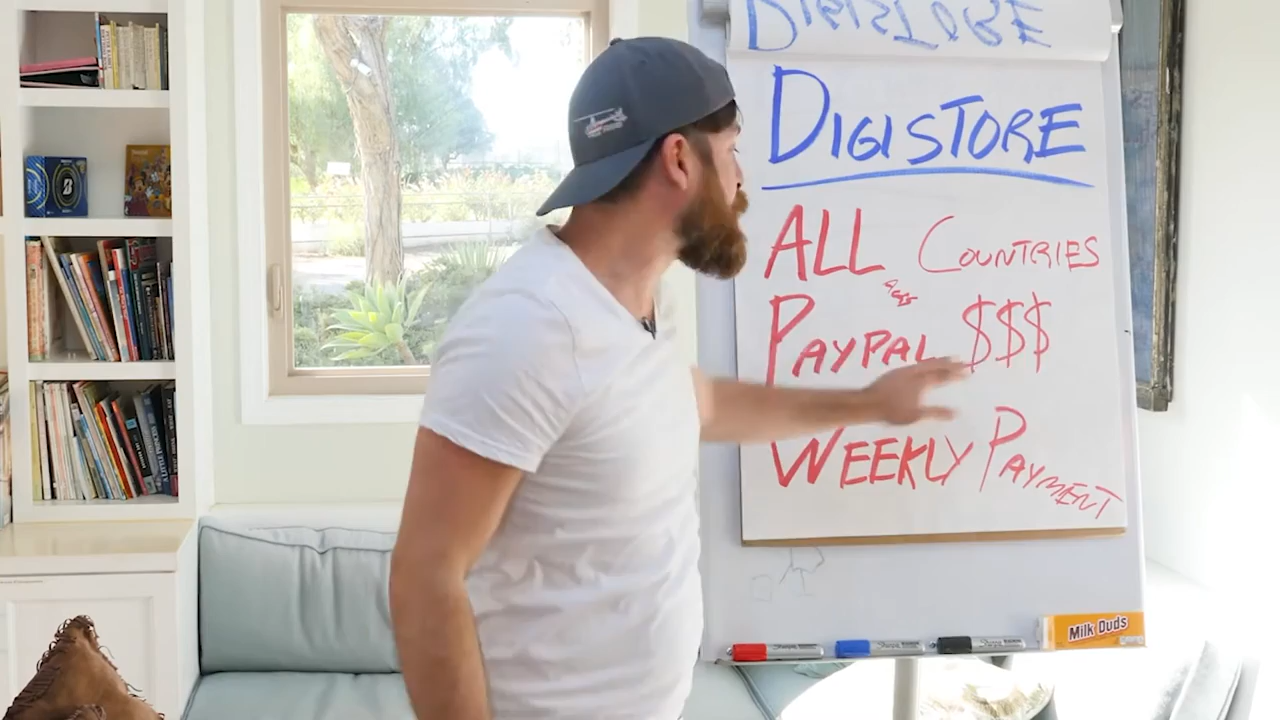 DIGISTORE
ALL COUNTRIES
PAYPAL $$$
WEEKLY PAYMENT
Milk Duds